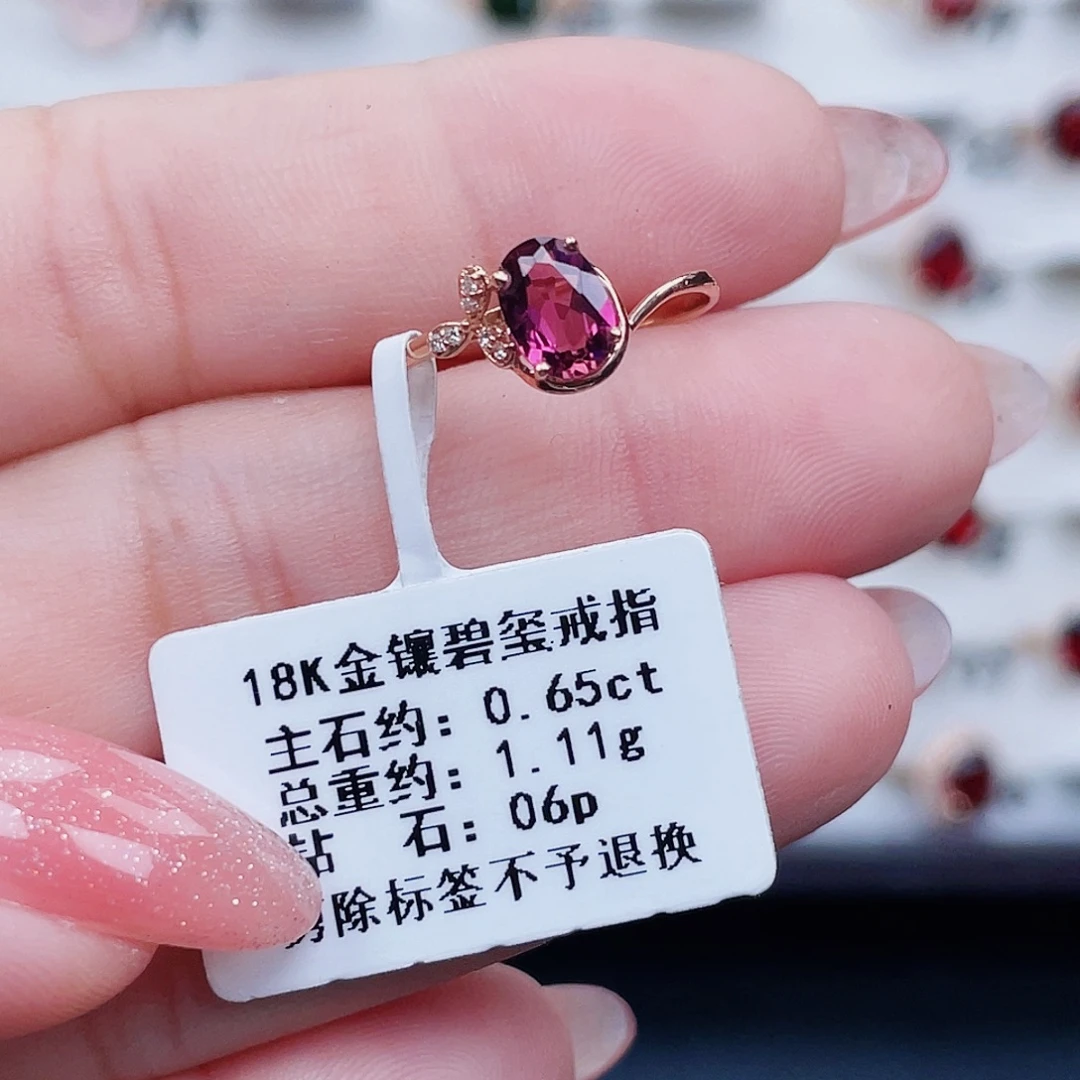 18K金镶碧玺戒指
主石约: 0.65ct
总重约: 1.11g
钻 石: 06p
除标签不予退换